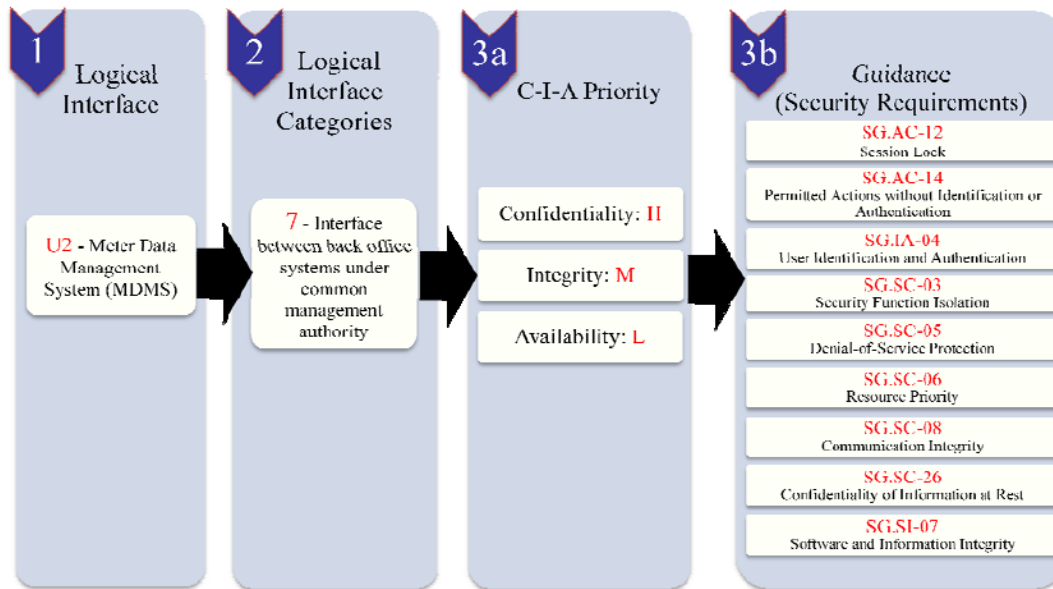 1
Logical
Interface
U2 - Meter Data
Management
System (MDMS)
2
Logical
Interface
Categories
7 - Interface
between back office
systems under
common
management
authority
3a
C-I-A Priority
Confidentiality: H
Integrity: M
Availability: L
3b
Guidance
(Security Requirements)
SG.AC-12
Session Lock
SG.AC-14
Permitted Actions without Identification or
Authentication
SG.IA-04
User Identification and Authentication
SG.SC-03
Security Function Isolation
SG.SC-05
Denial-of-Service Protection
SG.SC-06
Resource Priority
SG.SC-08
Communication Integrity
SG.SC-26
Confidentiality of Information at Rest
SG.SI-07
Software and Information Integrity